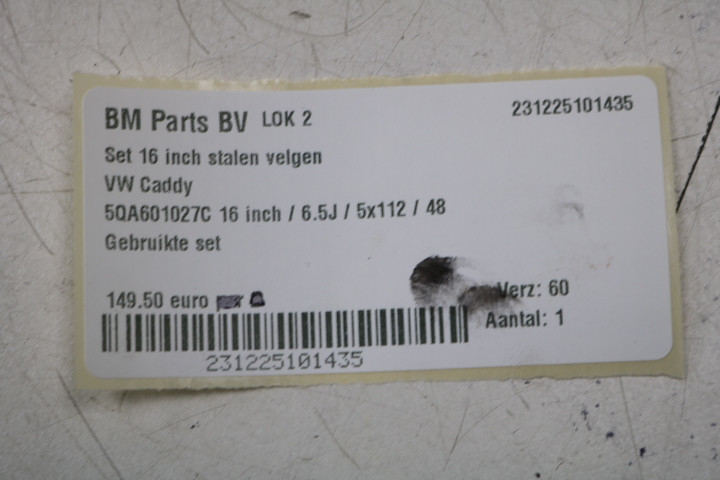 BM Parts BV LOK 2 231225101435
Set 16 inch stalen velgen
VW Caddy
5QA601027C 16 inch / 6.5J / 5x112 / 48
Gebruikte set
149.50 euro
Verz: 60
Aantal: 1
231225101435